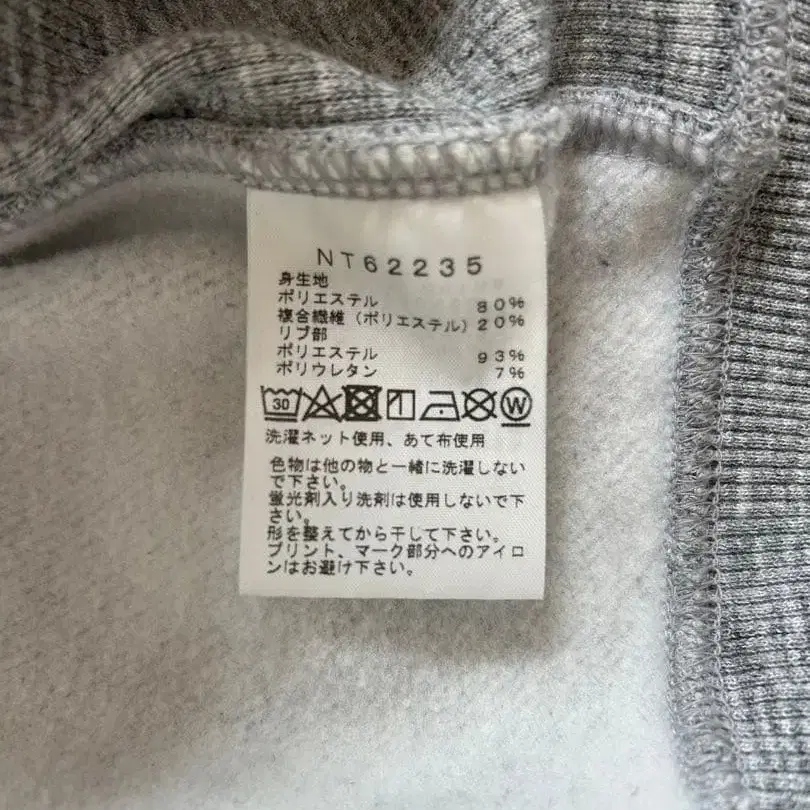 NT62235
身生地
ポリエステル 80%
複合繊維（ポリエステル）20%
リブ部
ポリエステル 93%
ポリウレタン 7%
30 W
洗濯ネット使用、あて布使用
色物は他の物と一緒に洗濯しない
で下さい。
蛍光剤入り洗剤は使用しないで下
さい。
形を整えてから干して下さい。
プリント、マーク部分へのアイロ
ンはお避け下さい。